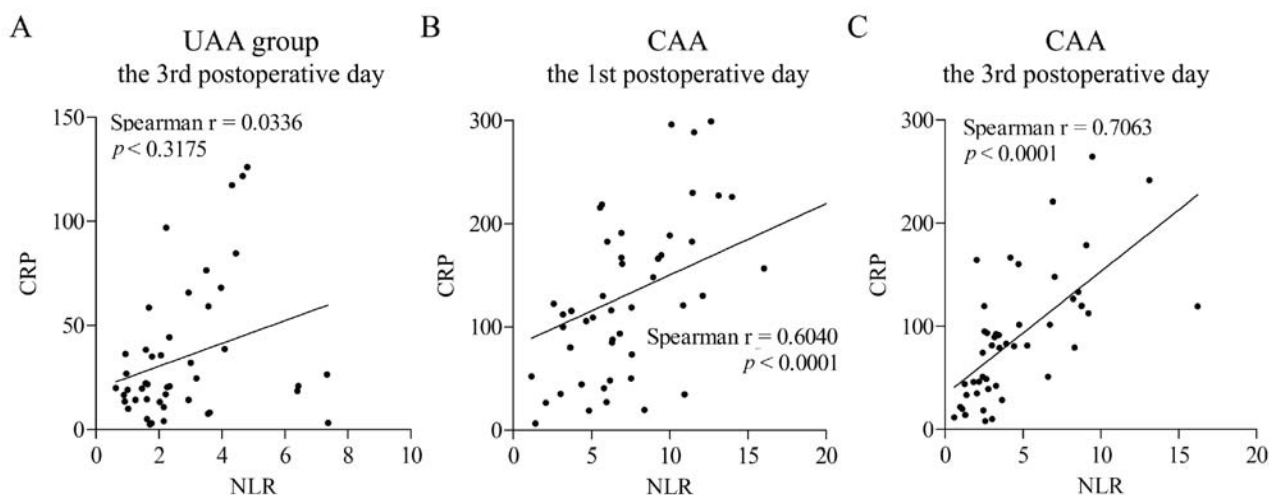 A
UAA group
the 3rd postoperative day
Spearman r = 0.0336
p < 0.3175
150
100
50
0
CRP
0 2 4 6 8 10
NLR
B
CAA
the 1st postoperative day
300
200
100
0
CRP
Spearman r = 0.6040
p < 0.0001
0 5 10 15 20
NLR
C
CAA
the 3rd postoperative day
Spearman r = 0.7063
p < 0.0001
300
200
100
0
CRP
0 5 10 15 20
NLR